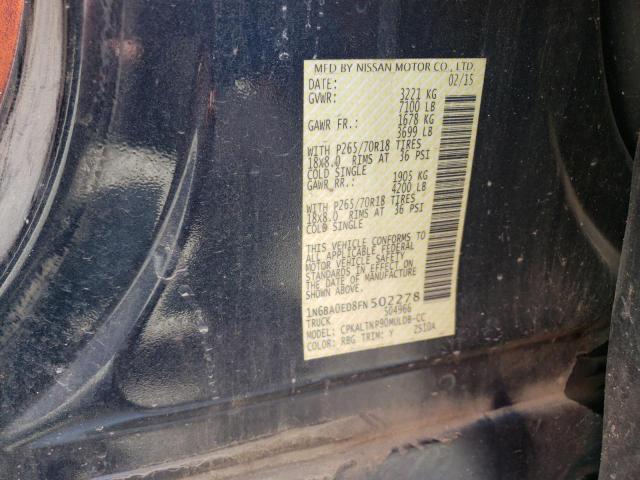 MFD BY NISSAN MOTOR CO., LTD.
DATE: 02/15
GVWR: 3221 KG
7100 LB
GAWR FR.: 1678 KG
3699 LB
WITH P265/70R18 TIRES
18X8.0 RIMS AT 36 PSI
COLD SINGLE
GAWR RR.: 1905 KG
4200 LB
WITH P265/70R18 TIRES
18X8.0 RIMS AT 36 PSI
COLD SINGLE
THIS VEHICLE CONFORMS TO
ALL APPLICABLE FEDERAL
MOTOR VEHICLE SAFETY
STANDARDS IN EFFECT ON
THE DATE OF MANUFACTURE
SHOWN ABOVE.
1N6BA0ED8FN502278
TRUCK 504966
MODEL: CPKALTNP90MULDB-CC
COLOR: RBG TRIM: Y ZS10A